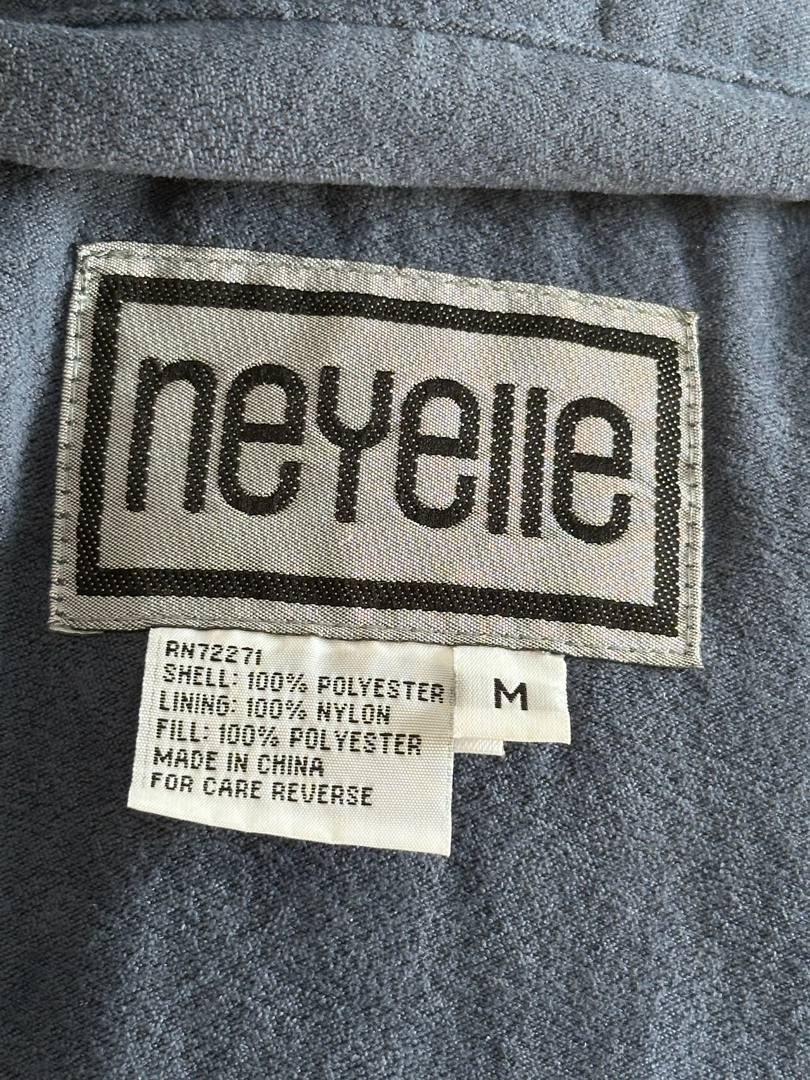 neYelle
RN72271
SHELL: 100% POLYESTER
LINING: 100% NYLON
FILL: 100% POLYESTER
MADE IN CHINA
FOR CARE REVERSE
M